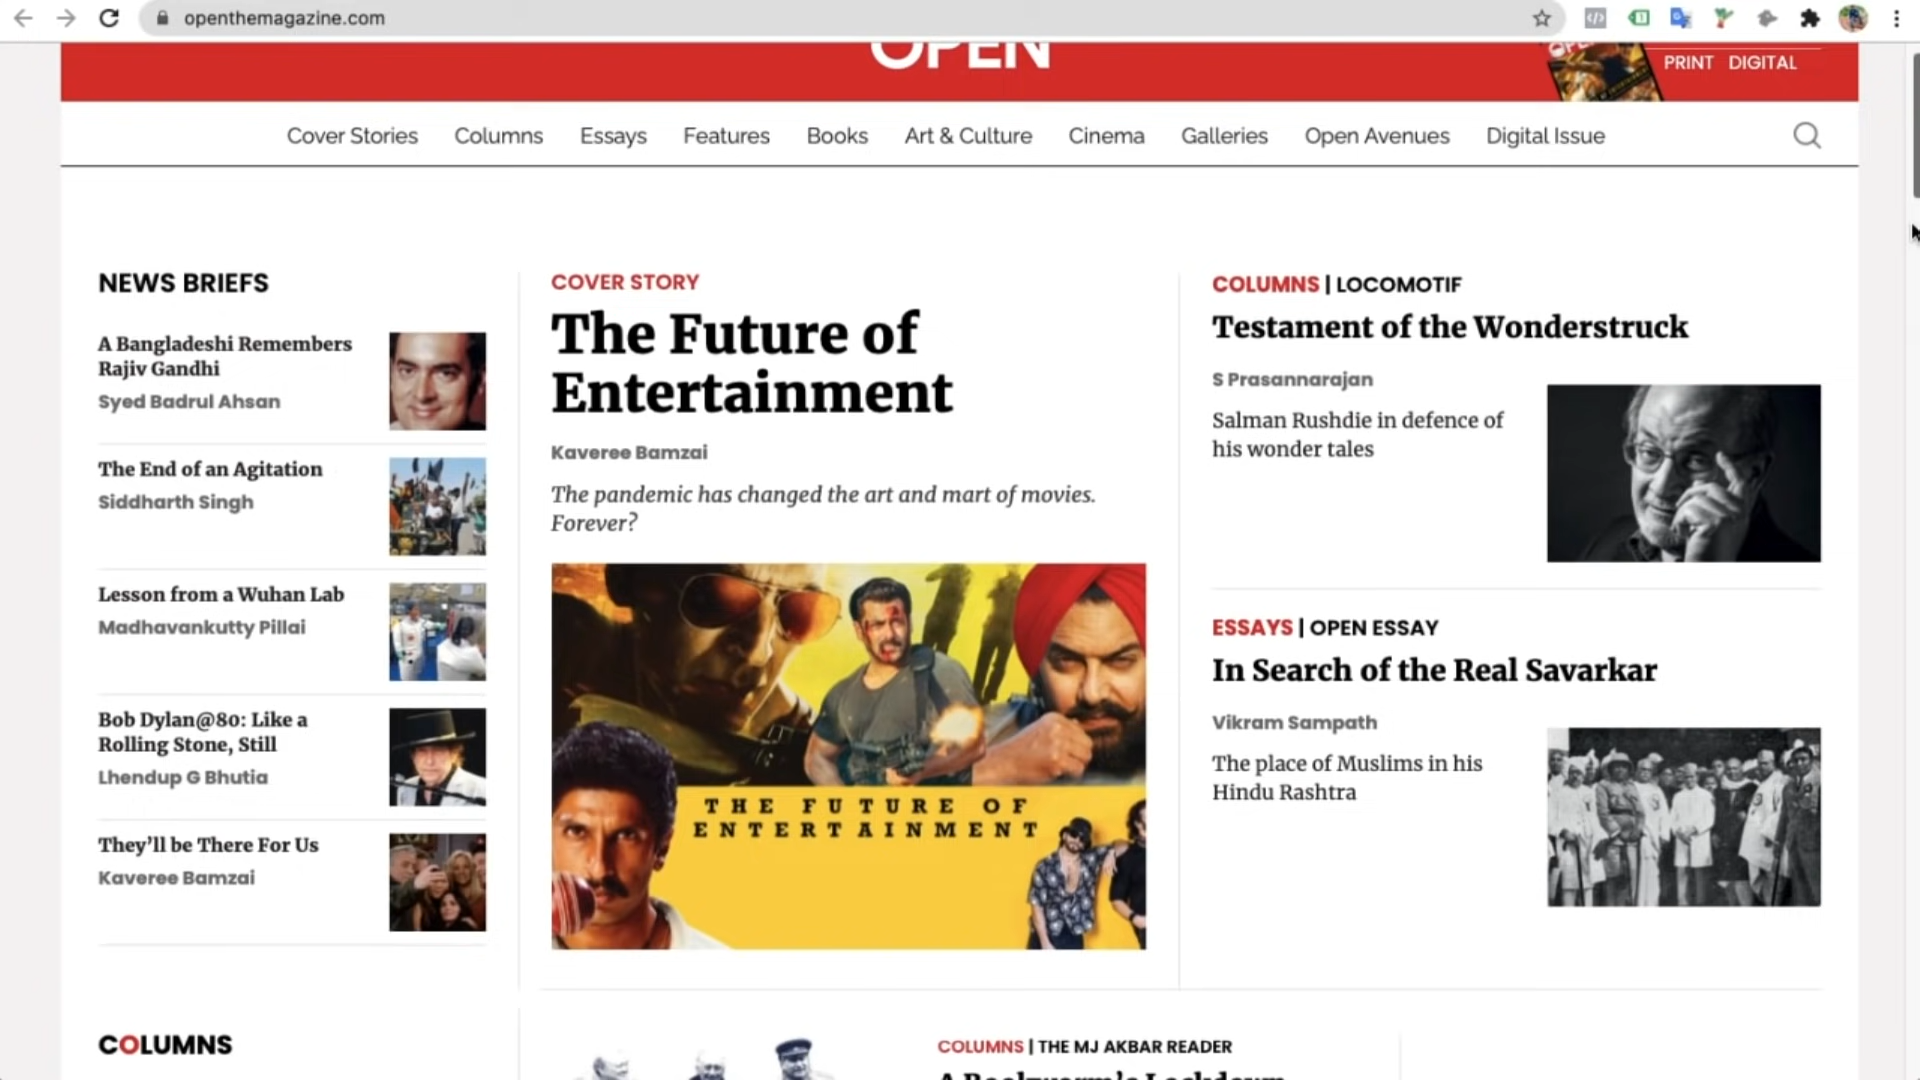 openthemagazine.com
OPEN
PRINT DIGITAL
Cover Stories Columns Essays Features Books Art & Culture Cinema Galleries Open Avenues Digital Issue
NEWS BRIEFS
A Bangladeshi Remembers
Rajiv Gandhi
Syed Badrul Ahsan
The End of an Agitation
Siddharth Singh
Lesson from a Wuhan Lab
Madhavankutty Pillai
Bob Dylan@80: Like a
Rolling Stone, Still
Lhendup G Bhutia
They’ll be There For Us
Kaveree Bamzai
COLUMNS
COVER STORY
The Future of
Entertainment
Kaveree Bamzai
The pandemic has changed the art and mart of movies.
Forever?
THE FUTURE OF
ENTERTAINMENT
COLUMNS | LOCOMOTIF
Testament of the Wonderstruck
S Prasannarajan
Salman Rushdie in defence of
his wonder tales
ESSAYS | OPEN ESSAY
In Search of the Real Savarkar
Vikram Sampath
The place of Muslims in his
Hindu Rashtra
COLUMNS | THE MJ AKBAR READER
A Bookworm’s Lockdown